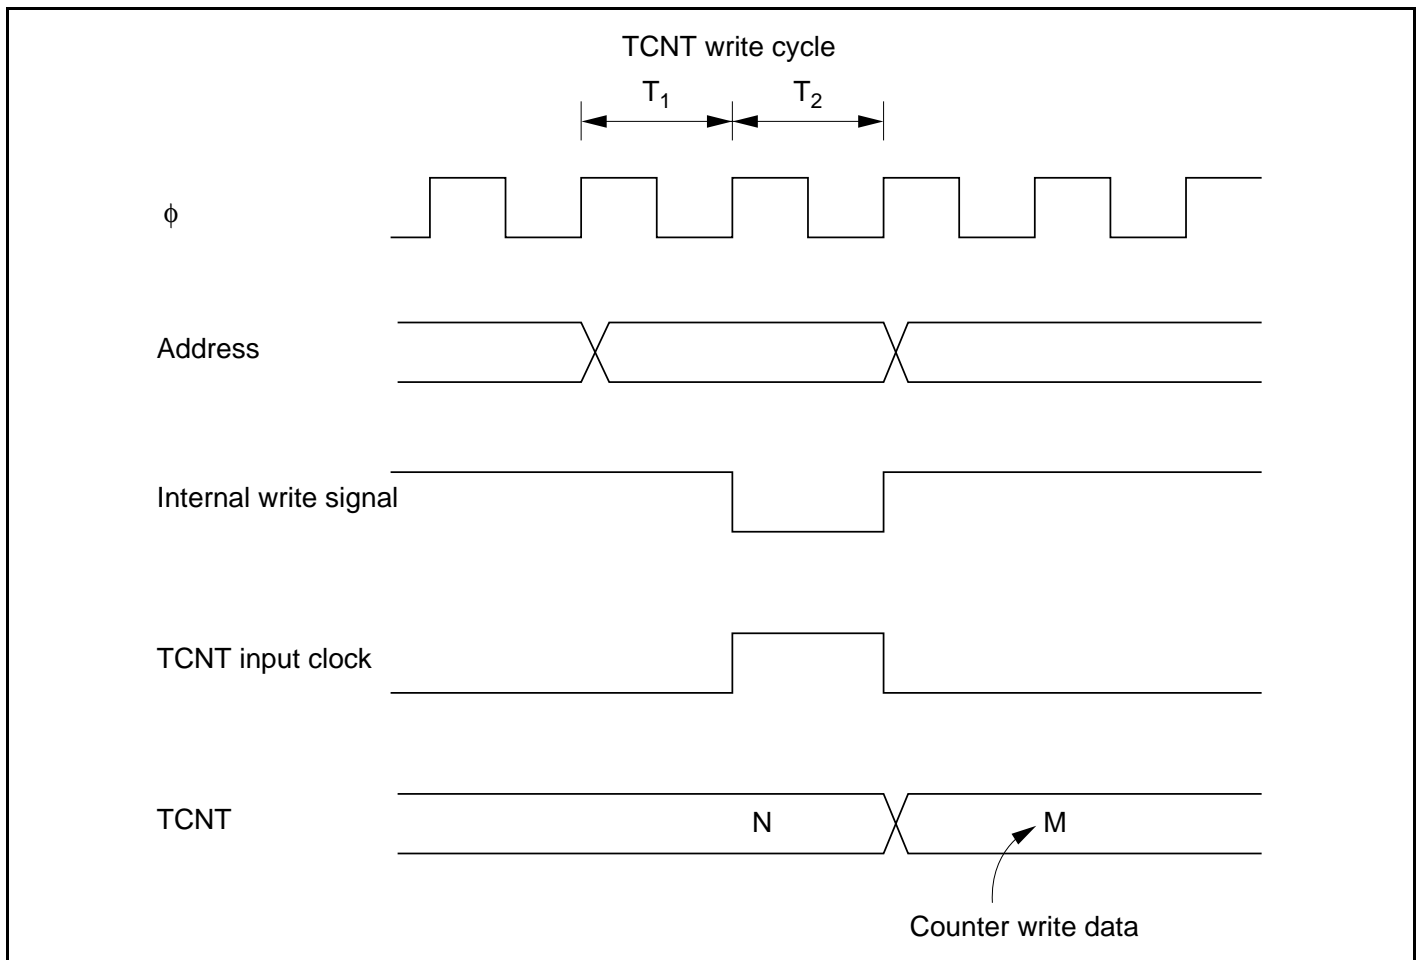 TCNT write cycle
T1 T2
ϕ
Address
Internal write signal
TCNT input clock
TCNT N M
Counter write data